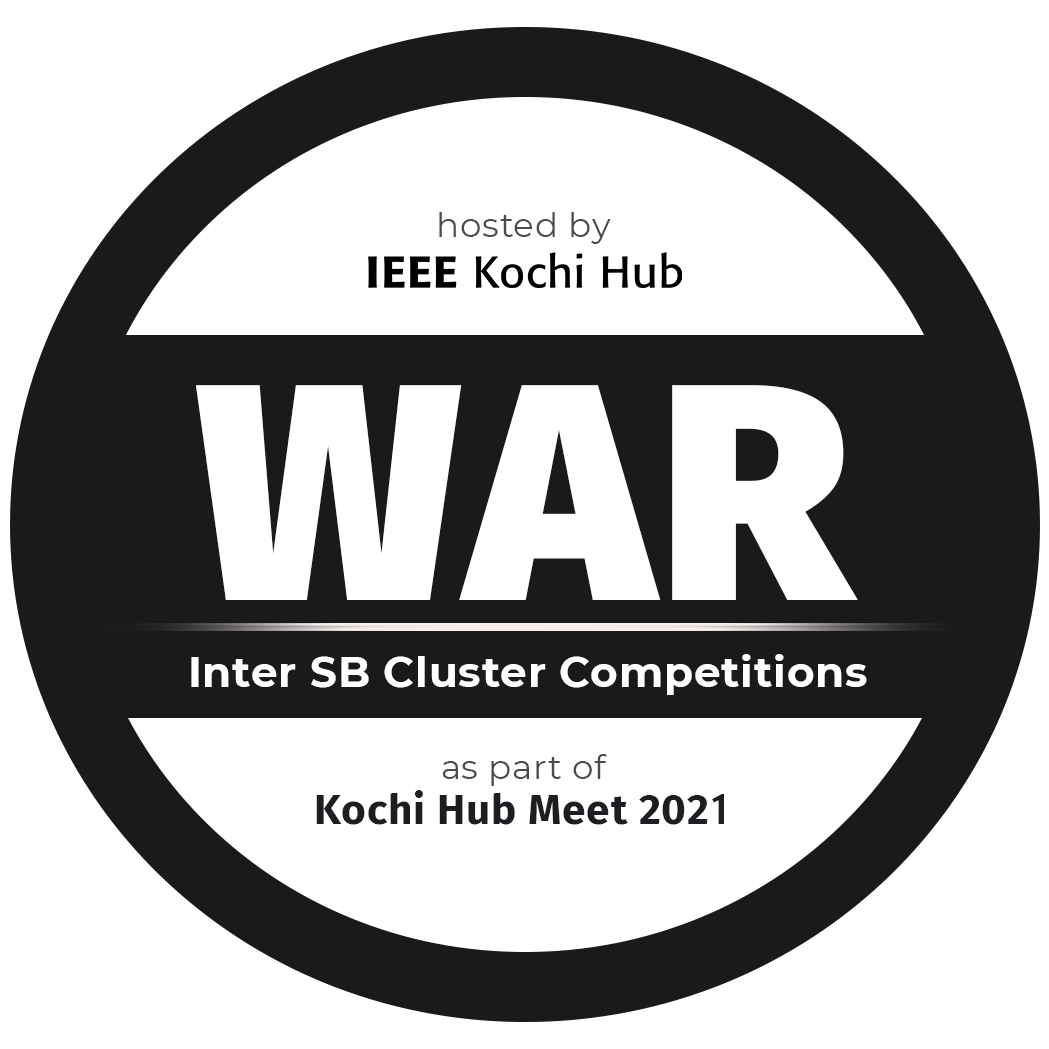 hosted by
IEEE Kochi Hub
WAR
Inter SB Cluster Competitions
as part of
Kochi Hub Meet 2021